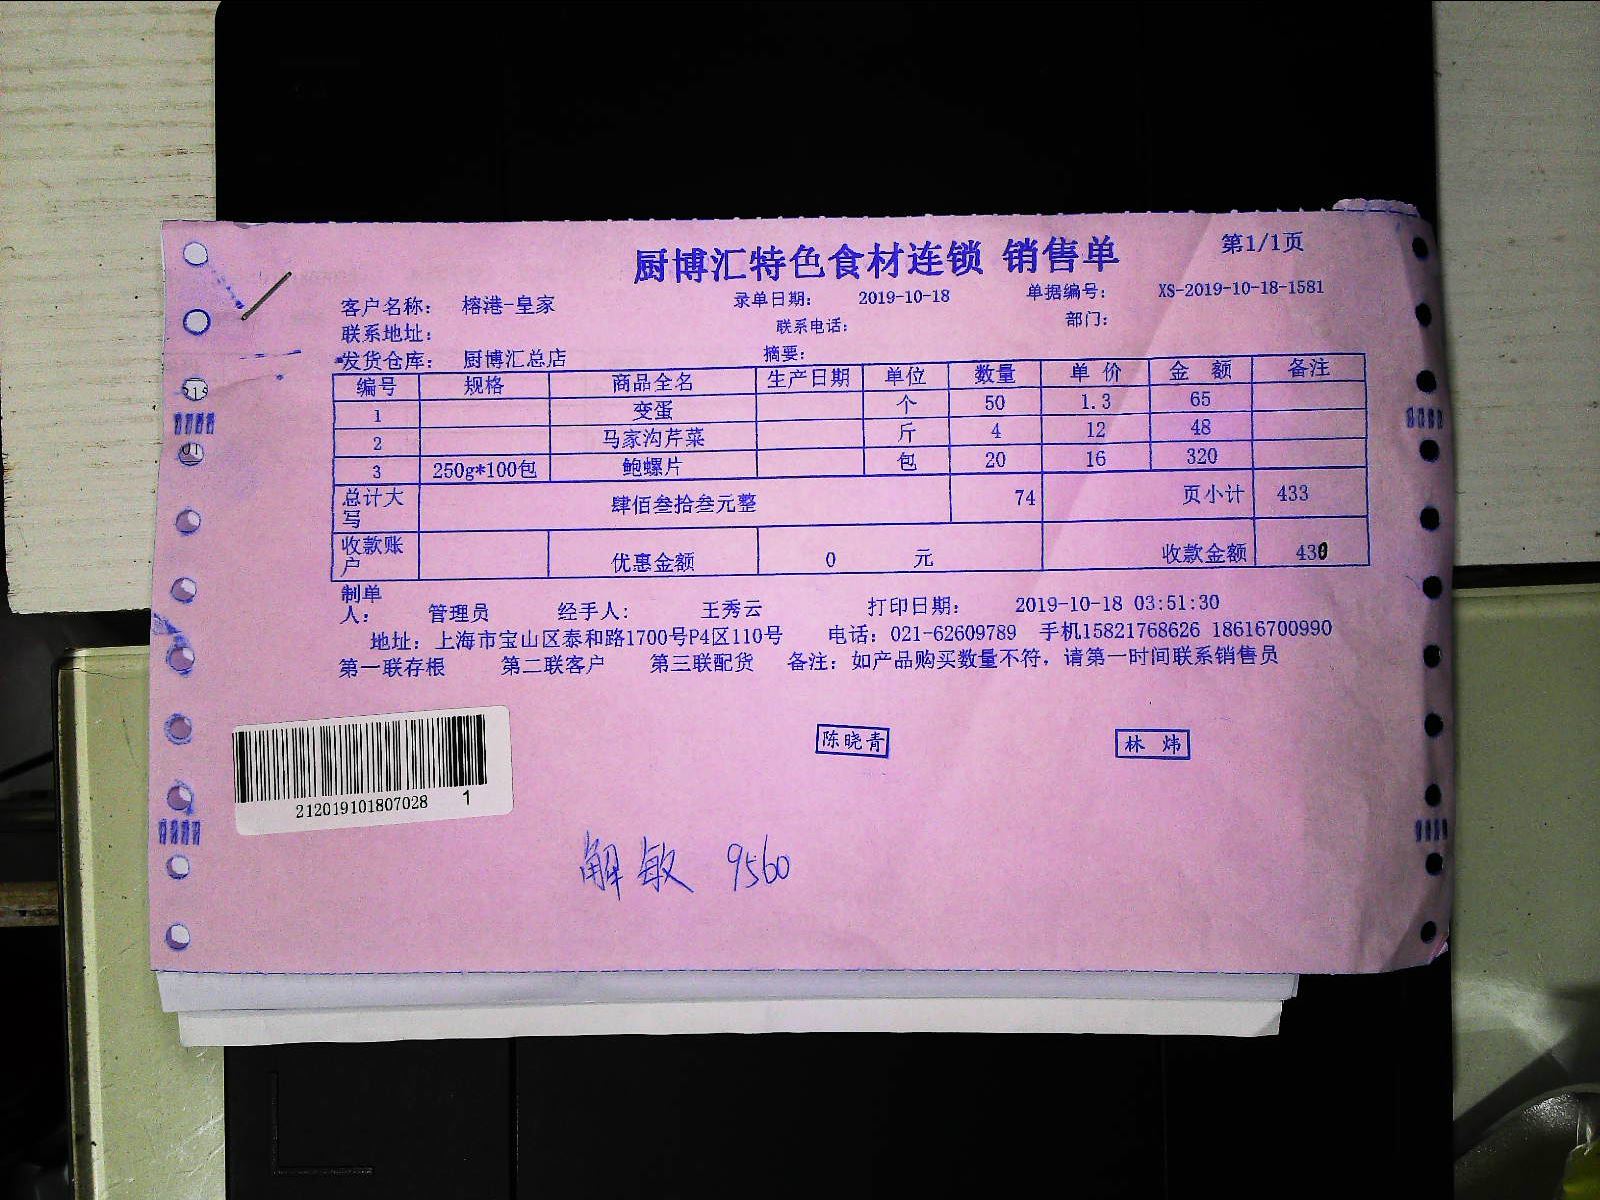 厨博汇特色食材连锁 销售单 第1/1页
客户名称: 榕港-皇家 录单日期: 2019-10-18 单据编号: XS-2019-10-18-1581
联系地址: 联系电话: 部门:
发货仓库: 厨博汇总店 摘要:
编号 规格 商品全名 生产日期 单位 数量 单 价 金 额 备注
1 变蛋 个 50 1.3 65
2 马家沟芹菜 斤 4 12 48
3 250g*100包 鲍螺片 包 20 16 320
总计大写 肆佰叁拾叁元整 74 页小计 433
收款账户 优惠金额 0 元 收款金额 430
制单人: 管理员 经手人: 王秀云 打印日期: 2019-10-18 03:51:30
地址: 上海市宝山区泰和路1700号P4区110号 电话: 021-62609789 手机15821768626 18616700990
第一联存根 第二联客户 第三联配货 备注: 如产品购买数量不符, 请第一时间联系销售员
陈晓青 林 炜
212019101807028 1
解敏 9560